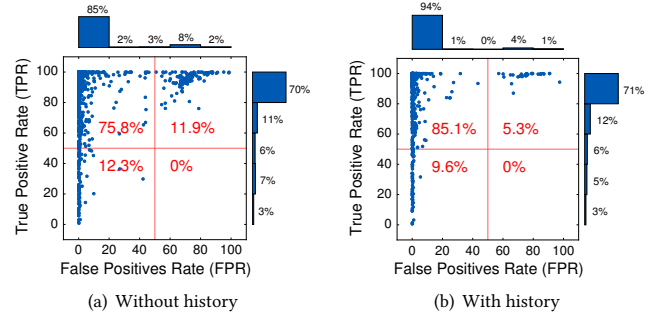 85%
2% 3% 8% 2%
100
80
60
40
20
0
True Positive Rate (TPR)
75.8% 11.9%
12.3% 0%
70%
11%
6%
7%
3%
0 20 40 60 80 100
False Positives Rate (FPR)
(a) Without history
94%
1% 0% 4% 1%
100
80
60
40
20
0
True Positive Rate (TPR)
85.1% 5.3%
9.6% 0%
71%
12%
6%
5%
3%
0 20 40 60 80 100
False Positives Rate (FPR)
(b) With history